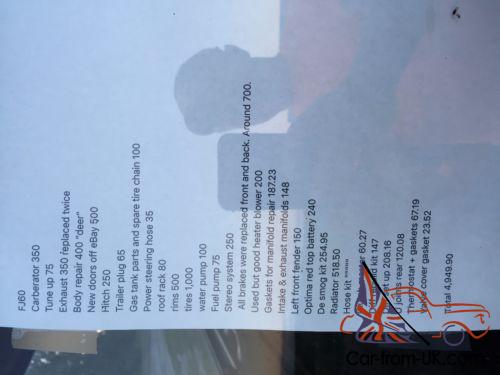 FJ60
Carberator 350
Tune up 75
Exhaust 350 replaced twice
Body repair 400 "deer"
New doors off eBay 500
Hitch 250
Trailer plug 65
Gas tank parts and spare tire chain 100
Power steering hose 35
roof rack 80
rims 500
tires 1,000
water pump 100
Fuel pump 75
Stereo system 250
All brakes were replaced front and back. Around 700.
Used but good heater blower 200
Gaskets for manifold repair 187.23
Intake & exhaust manifolds 148
Left front fender 150
Optima red top battery 240
De smog kit 254.95
Radiator 518.50
Hose kit
60.27
kit 147
208.16
U joins rear 120.08
Thermostat + gaskets 67.19
Valve cover gasket 23.52
Total 4,949.90
Car-from-UK.com